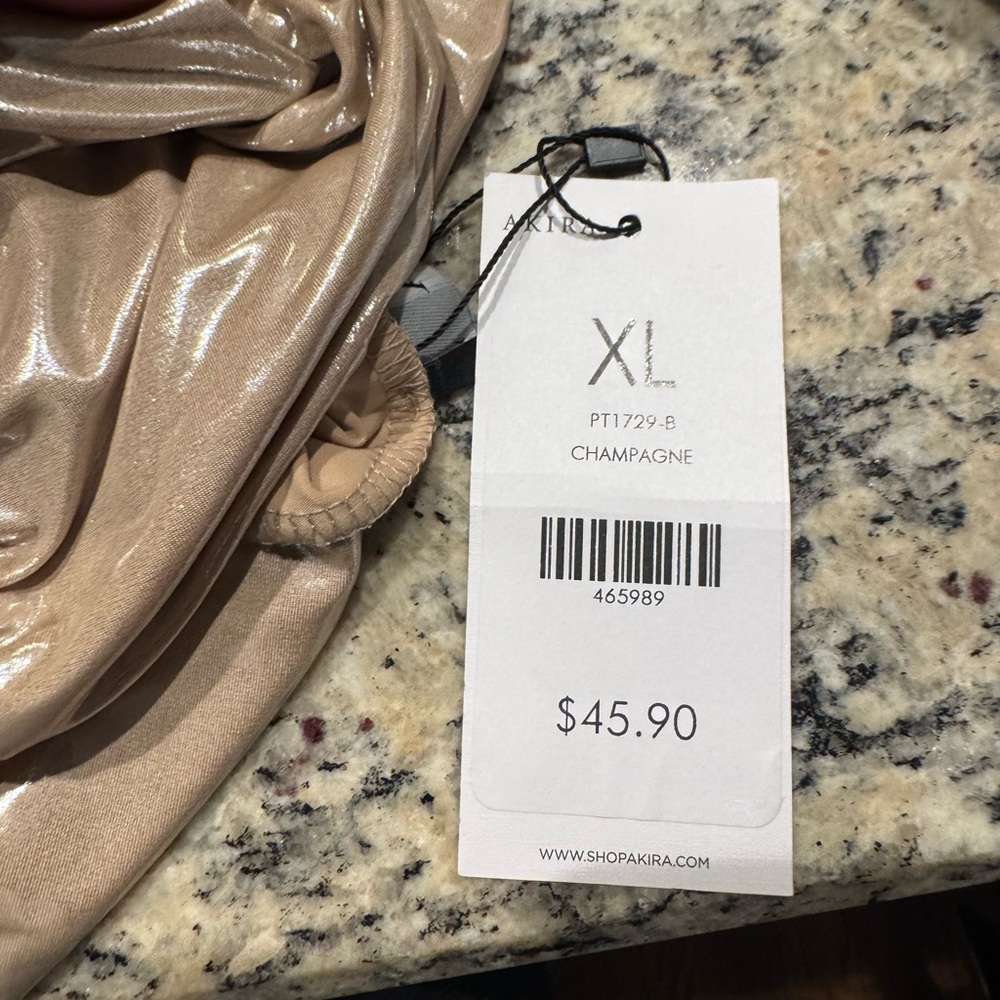 AKIRA
XL
PT1729-B
CHAMPAGNE
465989
$45.90
WWW.SHOPAKIRA.COM